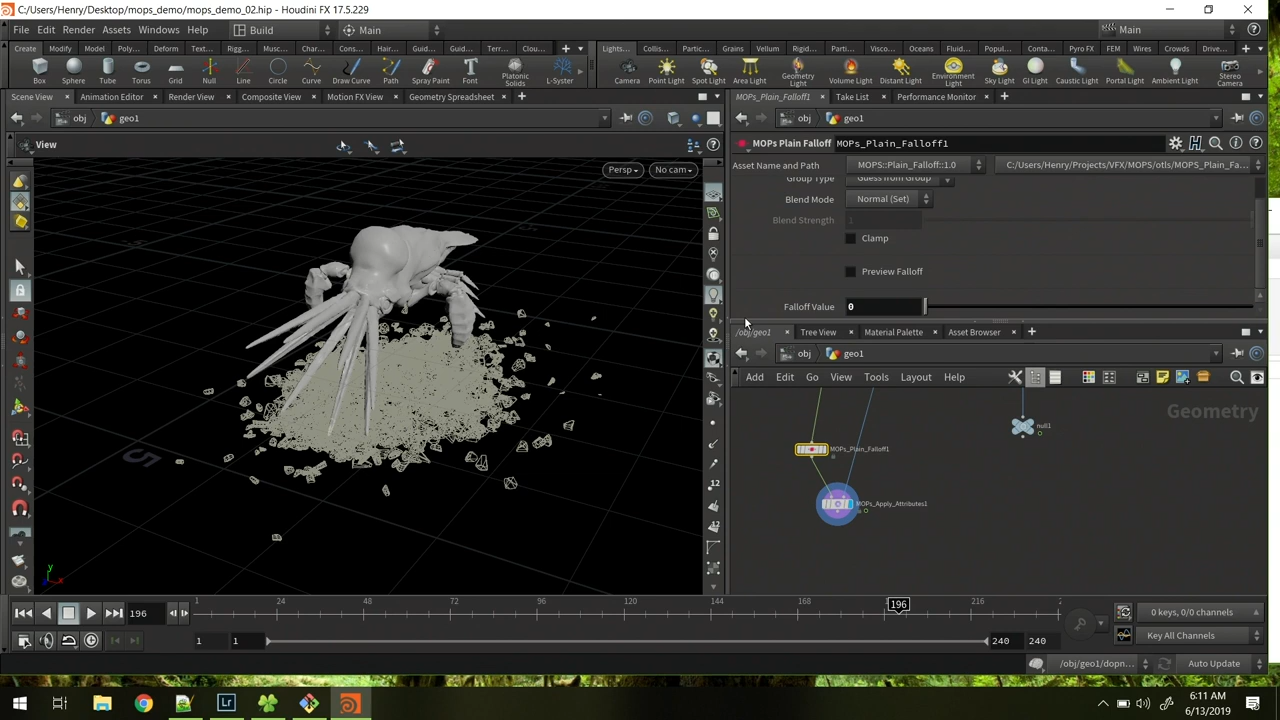 C:/Users/Henry/Desktop/mops_demo/mops_demo_02.hip - Houdini FX 17.5.229
File Edit Render Assets Windows Help Build Main Main
Create Modify Model Poly... Deform Text... Rigg... Musc... Char... Cons... Hair... Guid... Guid... Terr... Clou...
Lights... Collis... Partic... Grains Vellum Rigid... Parti... Visco... Oceans Fluid... Popul... Conta... Pyro FX FEM Wires Crowds Drive...
Box Sphere Tube Torus Grid Null Line Circle Curve Draw Curve Path Spray Paint Font Platonic Solids L-Syster
Camera Point Light Spot Light Area Light Geometry Light Volume Light Distant Light Environment Light Sky Light GI Light Caustic Light Portal Light Ambient Light Stereo Camera
Scene View Animation Editor Render View Composite View Motion FX View Geometry Spreadsheet
MOPs_Plain_Falloff1 Take List Performance Monitor
obj geo1
obj geo1
View
Persp No cam
MOPs Plain Falloff MOPs_Plain_Falloff1
Asset Name and Path MOPS::Plain_Falloff::1.0 C:/Users/Henry/Projects/VFX/MOPS/otls/MOPS_Plain_Fa...
Group Type Guess from Group
Blend Mode Normal (Set)
Blend Strength 1
Clamp
Preview Falloff
Falloff Value 0
/obj/geo1 Tree View Material Palette Asset Browser
obj geo1
Add Edit Go View Tools Layout Help
Geometry
null1
MOPs_Plain_Falloff1
MOPs_Apply_Attributes1
12
12
y
x
196
1 24 48 72 96 120 144 168 196 216 2
0 keys, 0/0 channels
1 1 240 240
Key All Channels
/obj/geo1/dopn... Auto Update
Lr
6:11 AM
6/13/2019